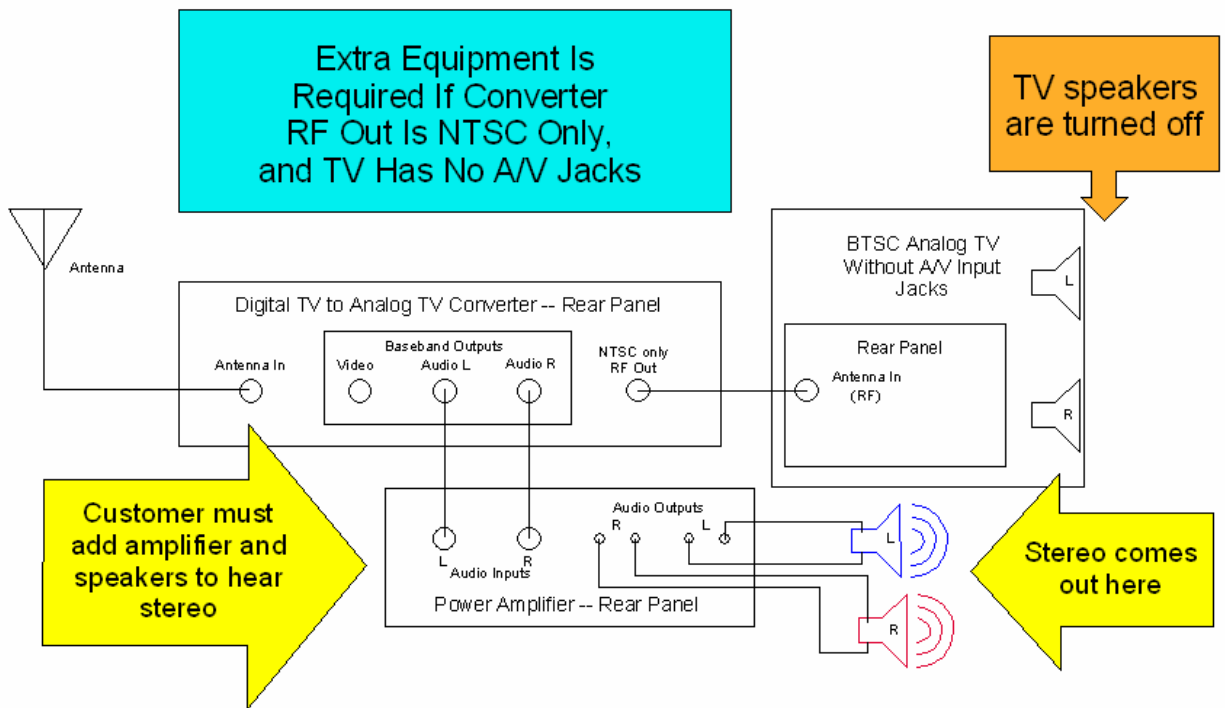 Extra Equipment Is
Required If Converter
RF Out Is NTSC Only,
and TV Has No A/V Jacks
TV speakers
are turned off
Antenna
Digital TV to Analog TV Converter -- Rear Panel
Antenna In
Baseband Outputs
Video
Audio L
Audio R
NTSC only
RF Out
BTSC Analog TV
Without A/V Input
Jacks
L
Rear Panel
Antenna In
(RF)
R
Customer must
add amplifier and
speakers to hear
stereo
Audio Outputs
R
L
L
R
Audio Inputs
Power Amplifier -- Rear Panel
L
R
Stereo comes
out here